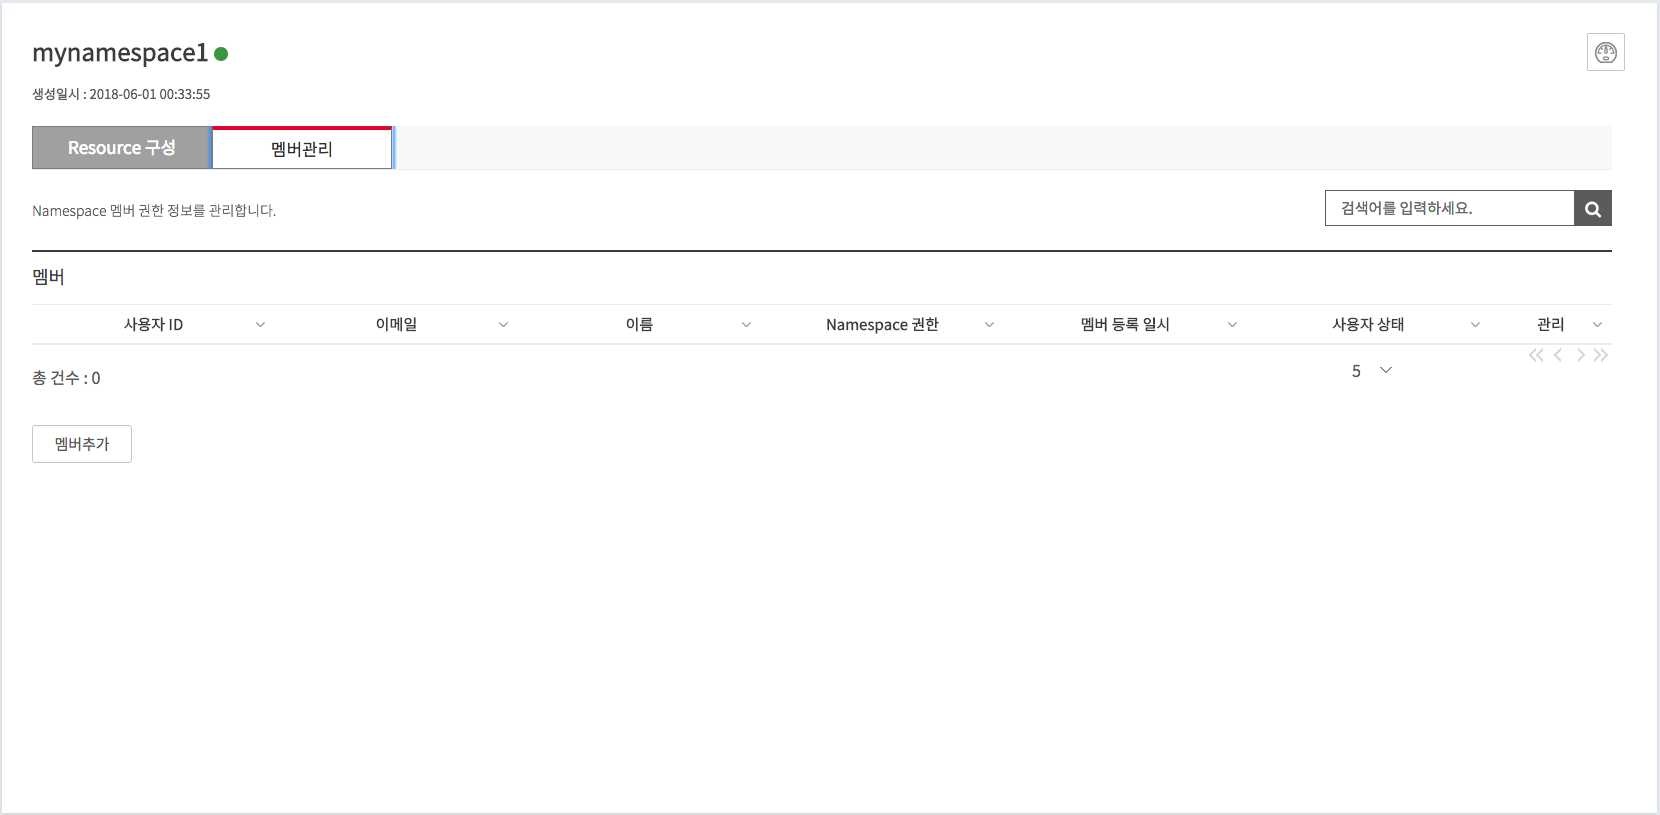 mynamespace1
생성일시 : 2018-06-01 00:33:55
Resource 구성 멤버관리
Namespace 멤버 권한 정보를 관리합니다. 검색어를 입력하세요.
멤버
사용자 ID 이메일 이름 Namespace 권한 멤버 등록 일시 사용자 상태 관리
총 건수 : 0 5
멤버추가